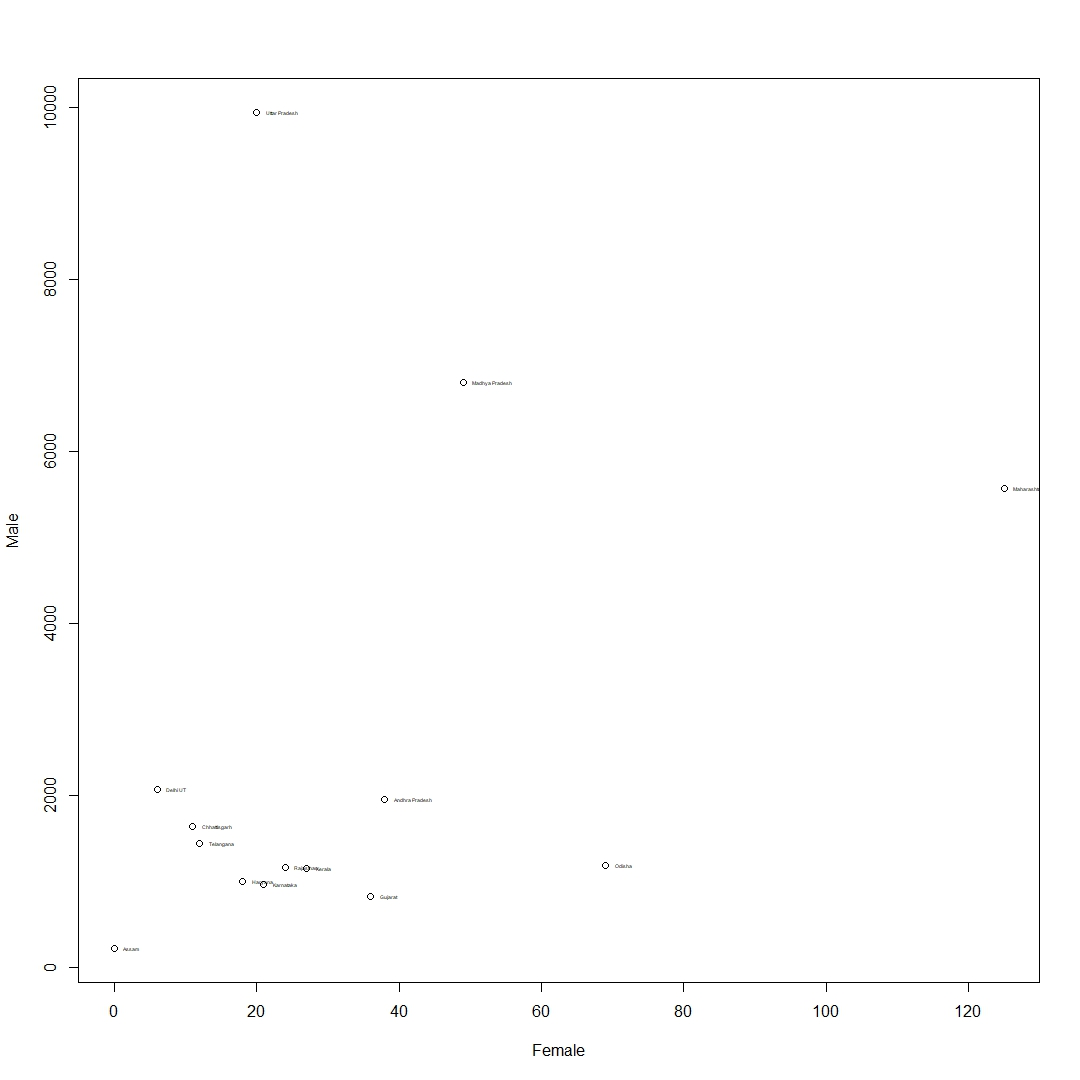 10000
Uttar Pradesh
8000
Madhya Pradesh
6000
Maharasht
Male
4000
2000
Delhi UT
Andhra Pradesh
Chhattisgarh
Telangana
Odisha
Kerala
Karnataka
Gujarat
Assam
0
0 20 40 60 80 100 120
Female